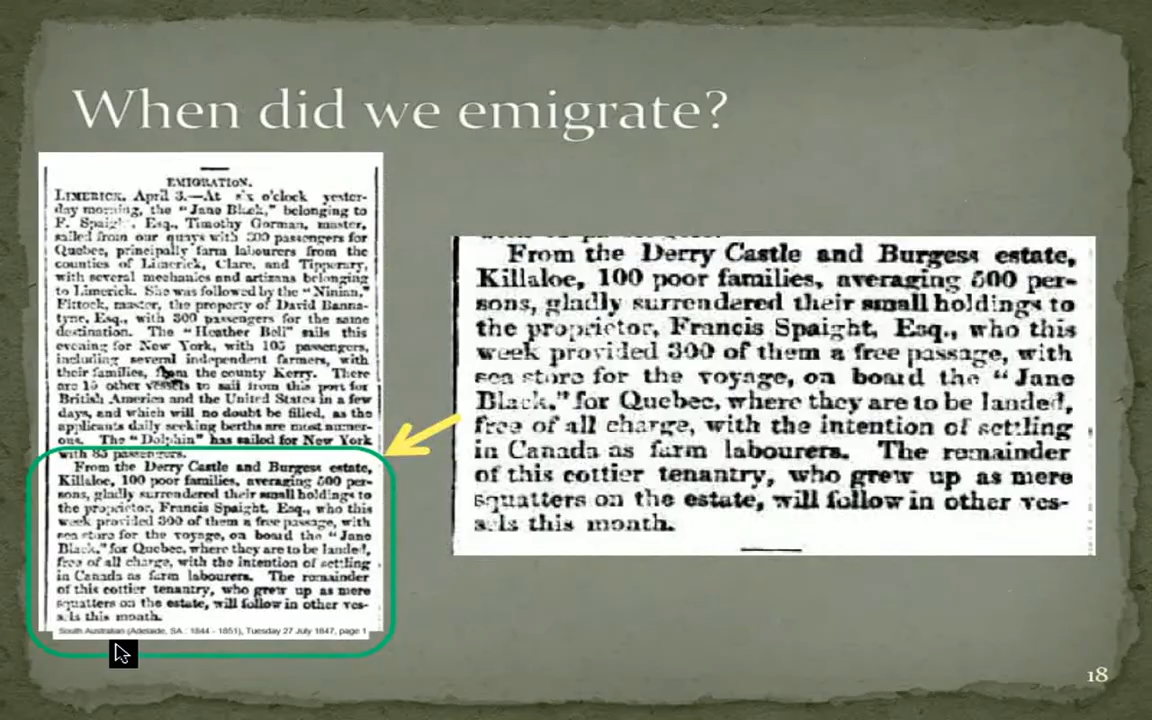 When did we emigrate?
EMIGRATION.
LIMERICK, April 3.—At six o'clock yester-
day morning, the "Jane Black," belonging to
F. Spaight, Esq., Timothy Gorman, master,
sailed from our quays with 300 passengers for
Quebec, principally farm labourers from the
counties of Limerick, Clare, and Tipperary,
with several mechanics and artizans belonging
to Limerick. She was followed by the "Ninian,"
master, the property of David Banna-
tyne, Esq., with 300 passengers for the same
destination. The "Heather Bell" sails this
evening for New York, with 105 passengers,
including several independent farmers, with
their families, from the county Kerry. There
are 15 other vessels to sail from this port for
British America and the United States in a few
days, and which will no doubt be filled, as the
applicants daily seeking berths are most numer-
ous. The "Dolphin" has sailed for New York
with 85 passengers.
From the Derry Castle and Burgess estate,
Killaloe, 100 poor families, averaging 500 per-
sons, gladly surrendered their small holdings to
the proprietor, Francis Spaight, Esq., who this
week provided 300 of them a free passage, with
sea store for the voyage, on board the "Jane
Black," for Quebec, where they are to be landed,
free of all charge, with the intention of settling
in Canada as farm labourers. The remainder
of this cottier tenantry, who grew up as mere
squatters on the estate, will follow in other ves-
sels this month.
South Australian (Adelaide, SA : 1844 - 1851), Tuesday 27 July 1847, page 1
From the Derry Castle and Burgess estate,
Killaloe, 100 poor families, averaging 500 per-
sons, gladly surrendered their small holdings to
the proprietor, Francis Spaight, Esq., who this
week provided 300 of them a free passage, with
sea store for the voyage, on board the "Jane
Black," for Quebec, where they are to be landed,
free of all charge, with the intention of settling
in Canada as farm labourers. The remainder
of this cottier tenantry, who grew up as mere
squatters on the estate, will follow in other ves-
sels this month.
18